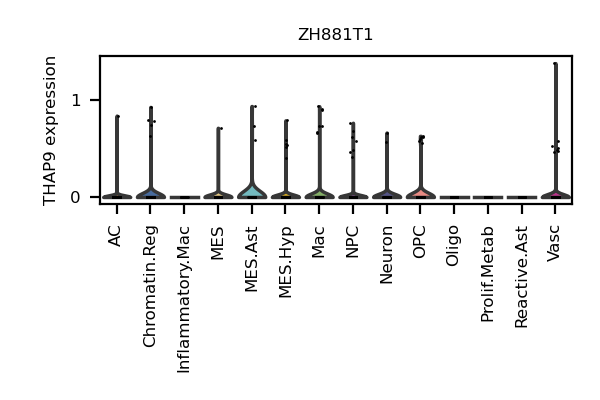 ZH881T1
THAP9 expression
1
0
AC
Chromatin.Reg
Inflammatory.Mac
MES
MES.Ast
MES.Hyp
Mac
NPC
Neuron
OPC
Oligo
Prolif.Metab
Reactive.Ast
Vasc